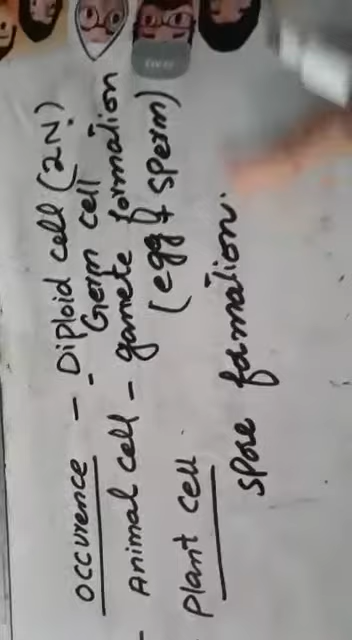 OCCURENCE - Diploid cell (2N)
- Germ cell
- Animal cell - gamete formation
(egg & sperm)
Plant cell
spore formation.